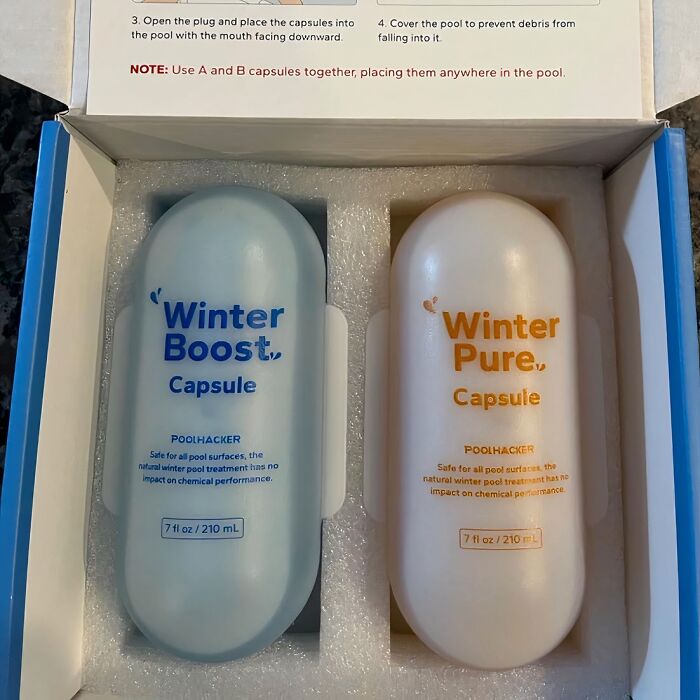 3. Open the plug and place the capsules into
the pool with the mouth facing downward.
4. Cover the pool to prevent debris from
falling into it.
NOTE: Use A and B capsules together, placing them anywhere in the pool.
Winter
Boost
Capsule
POOLHACKER
Safe for all pool surfaces, the
natural winter pool treatment has no
impact on chemical performance.
7 fl oz / 210 mL
Winter
Pure
Capsule
POOLHACKER
Safe for all pool surfaces, the
natural winter pool treatment has no
impact on chemical performance.
7 fl oz / 210 mL